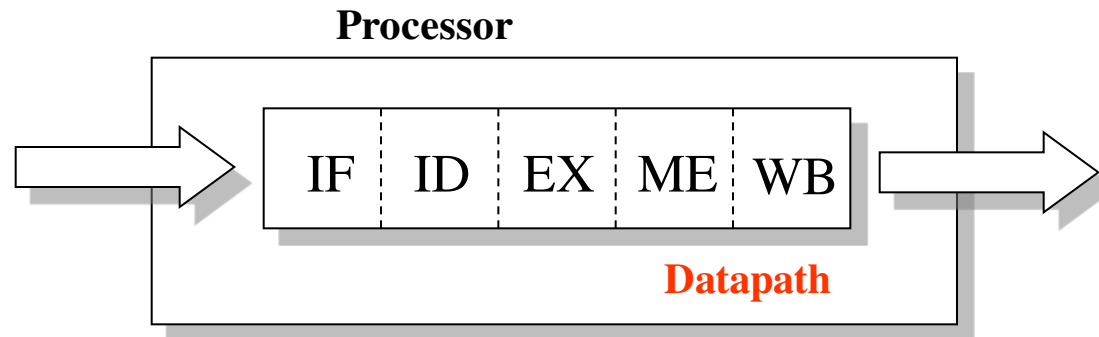 Processor
IF ID EX ME WB
Datapath